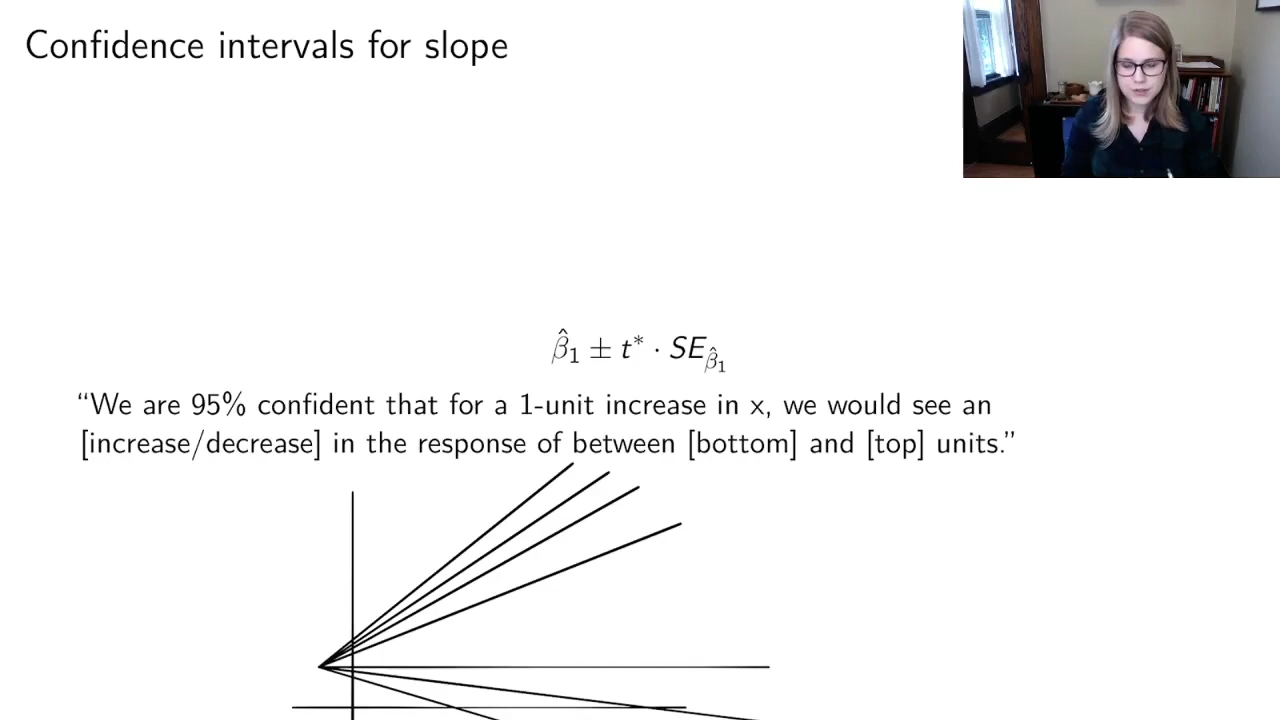 Confidence intervals for slope
β̂₁ ± t* · SE_β̂₁
“We are 95% confident that for a 1-unit increase in x, we would see an
[increase/decrease] in the response of between [bottom] and [top] units.”